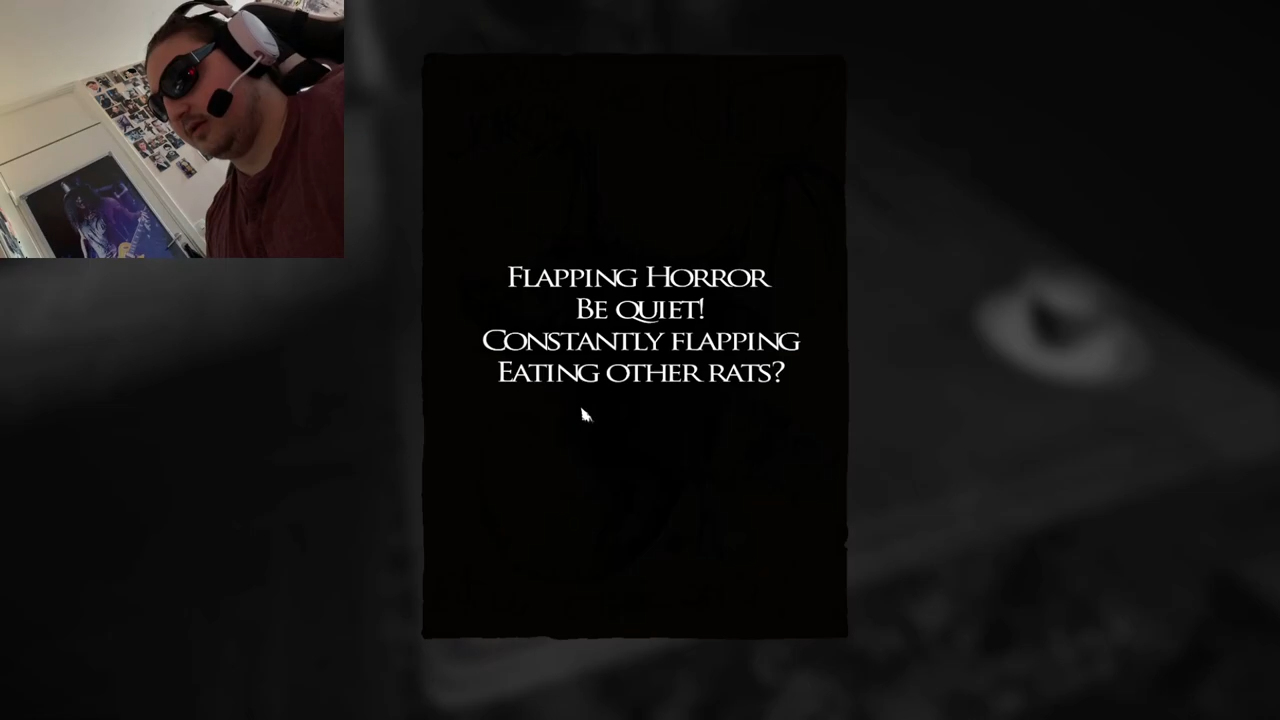 Flapping Horror
Be quiet!
Constantly flapping
Eating other rats?